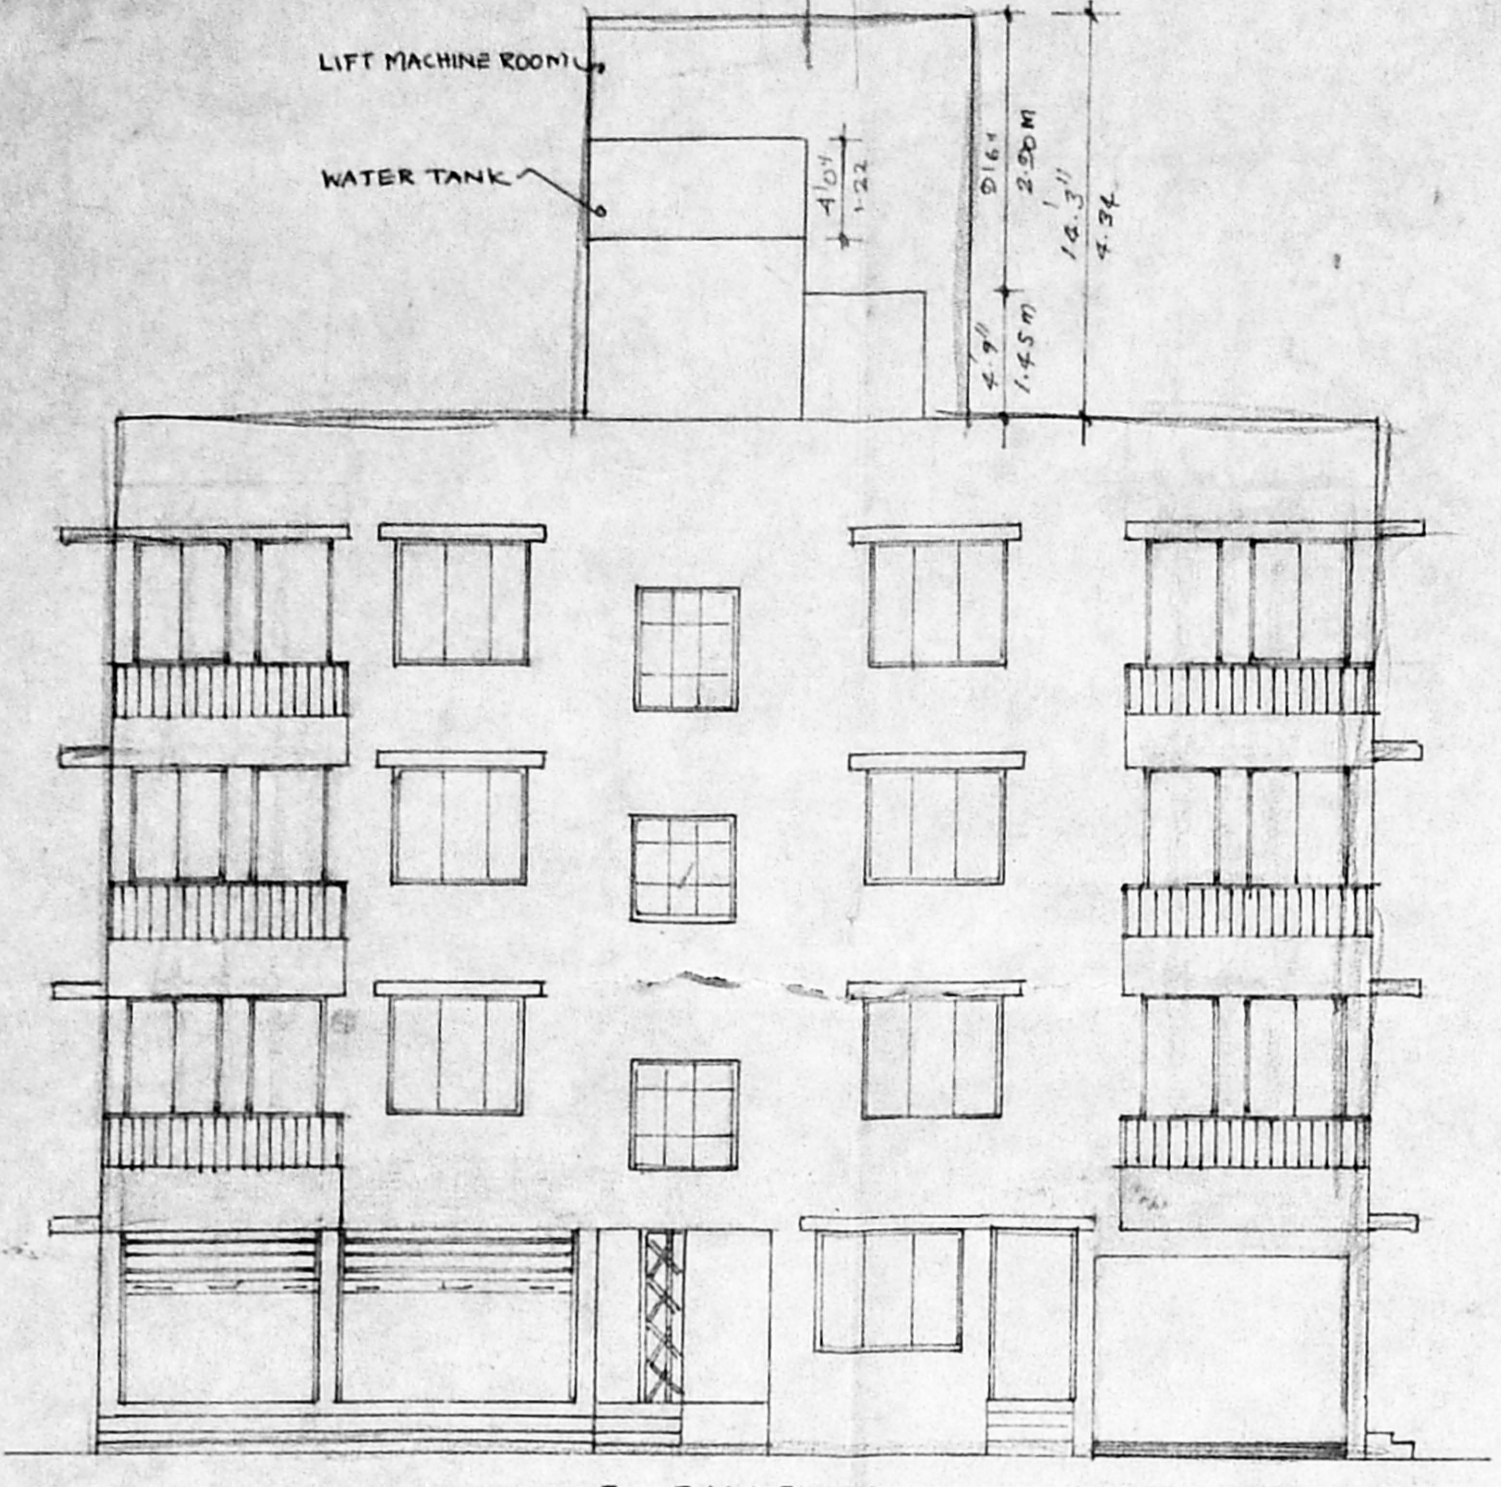 LIFT MACHINE ROOM
WATER TANK
4'0"
1.22
9'6"
2.90M
14'.3"
4.34
4'.9"
1.45m